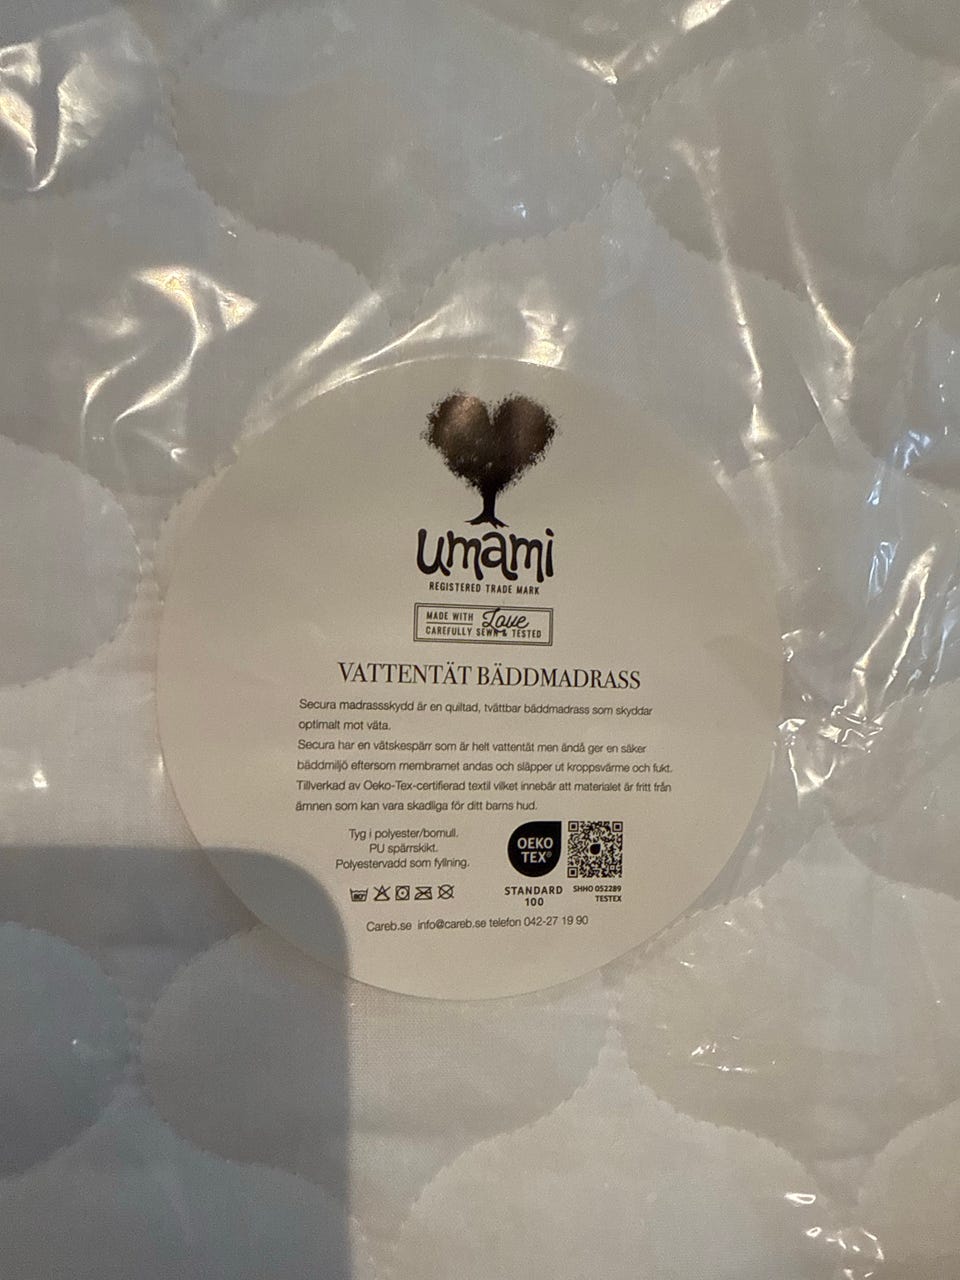 umami
REGISTERED TRADE MARK
MADE WITH Love
CAREFULLY SEWN & TESTED
VATTENTÄT BÄDDMADRASS
Secura madrassskydd är en quiltad, tvättbar bäddmadrass som skyddar
optimalt mot väta.
Secura har en vätskespärr som är helt vattentät men ändå ger en säker
bäddmiljö eftersom membramet andas och släpper ut kroppsvärme och fukt.
Tillverkad av Oeko-Tex-certifierad textil vilket innebär att materialet är fritt från
ämnen som kan vara skadliga för ditt barns hud.
Tyg i polyester/bomull.
PU spärrskikt.
Polyestervadd som fyllning.
OEKO
TEX®
STANDARD
100
SHHO 052289
TESTEX
Careb.se info@careb.se telefon 042-27 19 90